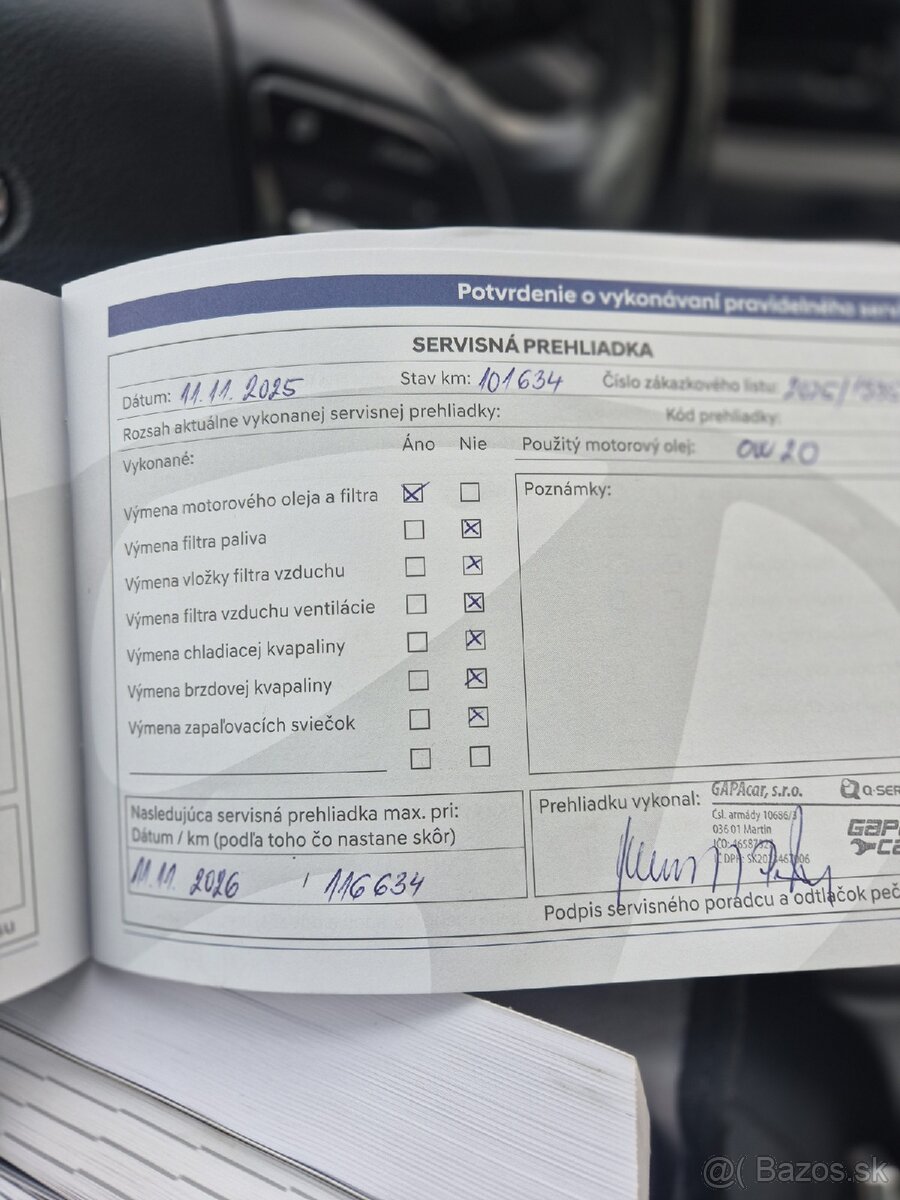 Potvrdenie o vykonávaní pravidelného
SERVISNÁ PREHLIADKA
Dátum: 11.11. 2025 Stav km: 101634 Číslo zákazkového listu:
Rozsah aktuálne vykonanej servisnej prehliadky: Kód prehliadky:
Vykonané: Áno Nie Použitý motorový olej: 0W20
Výmena motorového oleja a filtra
Poznámky:
Výmena filtra paliva
Výmena vložky filtra vzduchu
Výmena filtra vzduchu ventilácie
Výmena chladiacej kvapaliny
Výmena brzdovej kvapaliny
Výmena zapaľovacích sviečok
Nasledujúca servisná prehliadka max. pri:
Dátum / km (podľa toho čo nastane skôr)
11.11. 2026 / 116634
Prehliadku vykonal: GAPAcar, s.r.o.
Čsl. armády 10686/3
036 01 Martin
Podpis servisného poradcu a odtlačok
@( Bazos.sk